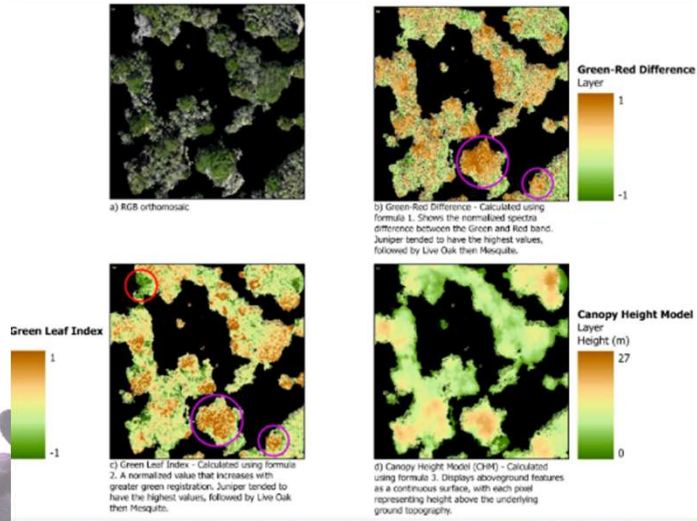 a) RGB orthomosaic
Green-Red Difference
Layer
1
-1
b) Green-Red Difference - Calculated using
formula 1. Shows the normalized spectra
difference between the Green and Red band.
Juniper tended to have the highest values,
followed by Live Oak then Mesquite.
Green Leaf Index
1
-1
c) Green Leaf Index - Calculated using formula
2. A normalized value that increases with
greater green registration. Juniper tended to
have the highest values, followed by Live Oak
then Mesquite.
Canopy Height Model
Layer
Height (m)
27
0
d) Canopy Height Model (CHM) - Calculated
using formula 3. Displays aboveground features
as a continuous surface, with each pixel
representing height above the underlying
ground topography.